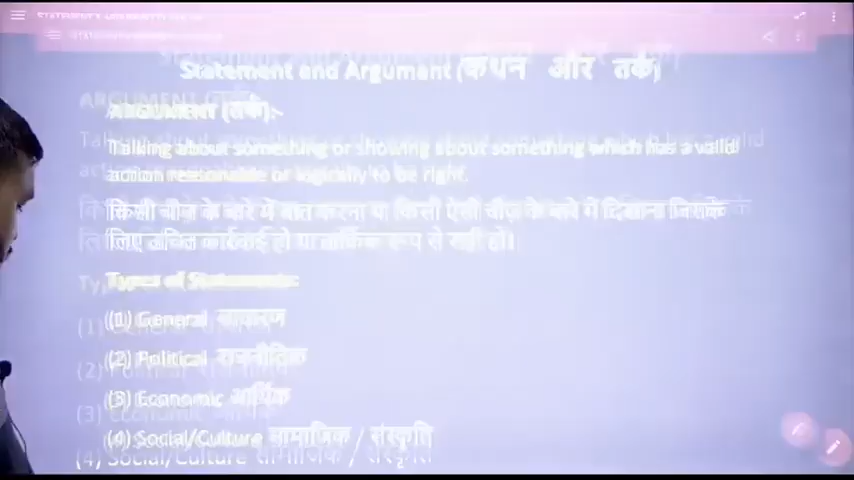 Statement end Argument (कथन और तर्क)
ARGUMENT (तर्क):-
Talking about something or showing about something which has a valid
action reasonable or logically to be right.
किसी चीज के बारे में बात करना या किसी ऐसी चीज के बारे में दिखाना जिसके
लिए उचित कार्रवाई हो या तार्किक रूप से सही हो।
Types of Statements:
(1) General साधारण
(2) Political राजनीतिक
(3) Economic आर्थिक
(4) Social/Culture सामाजिक / संस्कृति